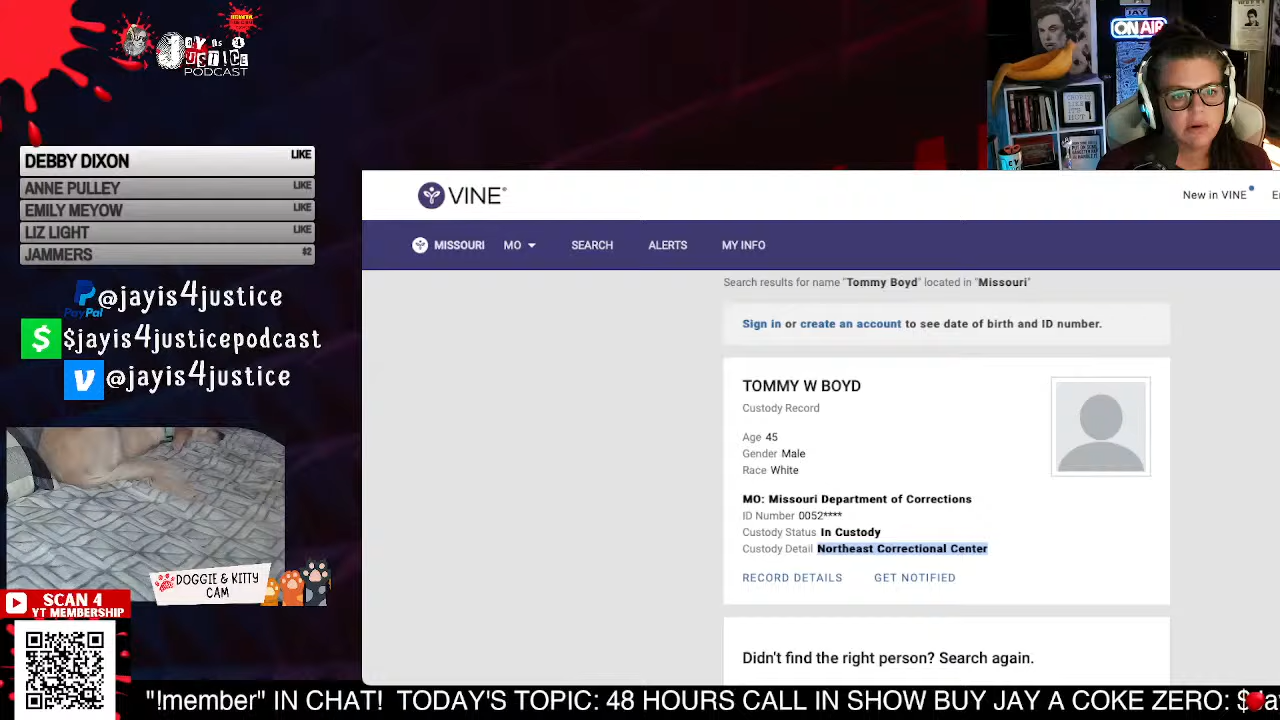 JAY IS 4
JUSTICE
PODCAST
JAY
ON AIR
DEBBY DIXON LIKE
ANNE PULLEY LIKE
EMILY MEYOW LIKE
LIZ LIGHT LIKE
JAMMERS $2
PayPal @jayis4justice
$jayis4justicepodcast
@jayis4justice
DOGGIE & KITTY
CAM
SCAN 4
YT MEMBERSHIP
VINE®
New in VINE
MISSOURI MO SEARCH ALERTS MY INFO
Search results for name "Tommy Boyd" located in "Missouri"
Sign in or create an account to see date of birth and ID number.
TOMMY W BOYD
Custody Record
Age 45
Gender Male
Race White
MO: Missouri Department of Corrections
ID Number 0052****
Custody Status In Custody
Custody Detail Northeast Correctional Center
RECORD DETAILS GET NOTIFIED
Didn't find the right person? Search again.
"!member" IN CHAT! TODAY'S TOPIC: 48 HOURS CALL IN SHOW BUY JAY A COKE ZERO: